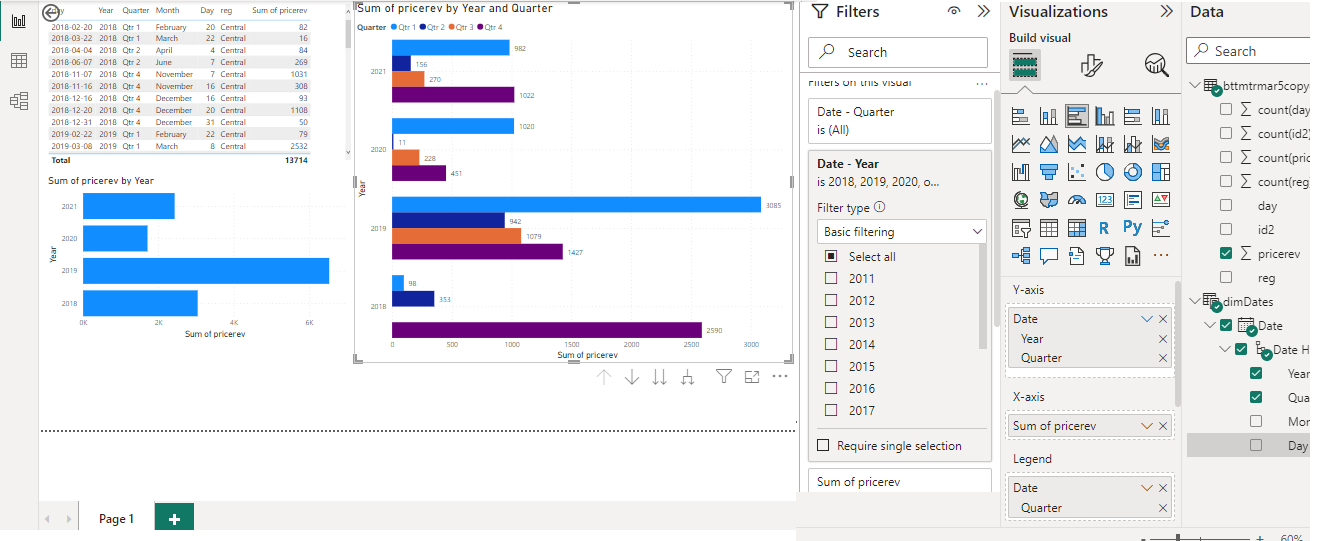 day Year Quarter Month Day reg Sum of pricerev
2018-02-20 2018 Qtr 1 February 20 Central 82
2018-03-22 2018 Qtr 1 March 22 Central 16
2018-04-04 2018 Qtr 2 April 4 Central 84
2018-06-07 2018 Qtr 2 June 7 Central 269
2018-11-07 2018 Qtr 4 November 7 Central 1031
2018-11-16 2018 Qtr 4 November 16 Central 308
2018-12-16 2018 Qtr 4 December 16 Central 93
2018-12-20 2018 Qtr 4 December 20 Central 1108
2018-12-31 2018 Qtr 4 December 31 Central 50
2019-02-22 2019 Qtr 1 February 22 Central 79
2019-03-08 2019 Qtr 1 March 8 Central 2532
Total 13714
Sum of pricerev by Year
Year
2021
2020
2019
2018
0K 2K 4K 6K
Sum of pricerev
Sum of pricerev by Year and Quarter
Quarter Qtr 1 Qtr 2 Qtr 3 Qtr 4
Year
982
156
2021
270
1022
1020
11
2020
228
451
3085
942
2019
1079
1427
98
353
2018
2590
0 500 1000 1500 2000 2500 3000
Sum of pricerev
Page 1
Filters
Search
Filters on this visual
Date - Quarter
is (All)
Date - Year
is 2018, 2019, 2020, o...
Filter type
Basic filtering
Select all
2011
2012
2013
2014
2015
2016
2017
Require single selection
Sum of pricerev
Visualizations
Build visual
123
R Py
Y-axis
Date
Year
Quarter
X-axis
Sum of pricerev
Legend
Date
Quarter
Data
Search
bttmtrmar5copy
count(day
count(id2)
count(pric
count(reg
day
id2
pricerev
reg
dimDates
Date
Date H
Year
Qua
Mor
Day
60%